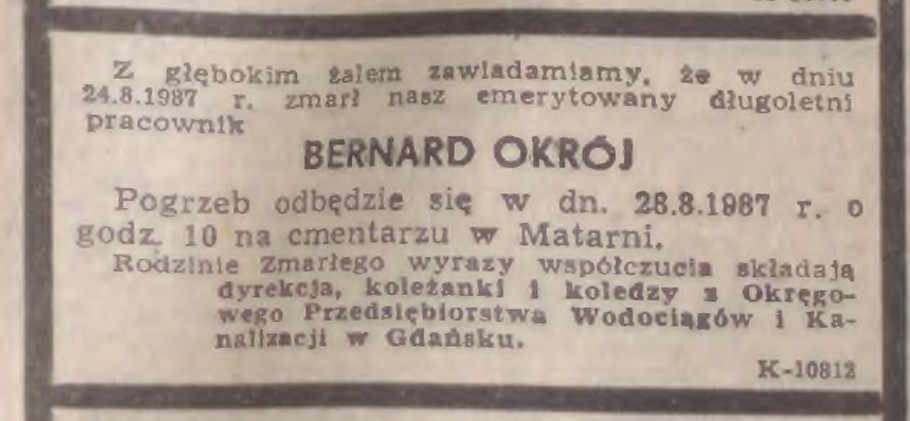 Z głębokim żalem zawiadamiamy, że w dniu
24.8.1987 r. zmarł nasz emerytowany długoletni
pracownik
BERNARD OKRÓJ
Pogrzeb odbędzie się w dn. 28.8.1987 r. o
godz. 10 na cmentarzu w Matarni.
Rodzinie Zmarłego wyrazy współczucia składają
dyrekcja, koleżanki i koledzy z Okręgo-
wego Przedsiębiorstwa Wodociągów i Ka-
nalizacji w Gdańsku.
K-10812